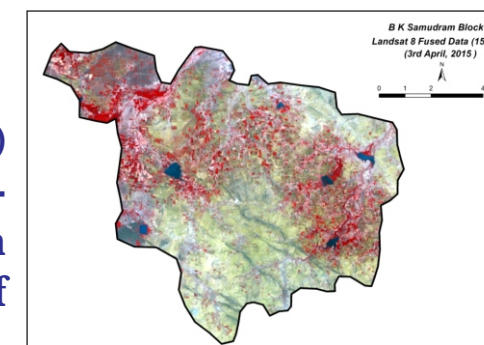 B K Samudram Block
Landsat 8 Fused Data (15
(3rd April, 2015 )
N
0 1 2 4
)
-
f